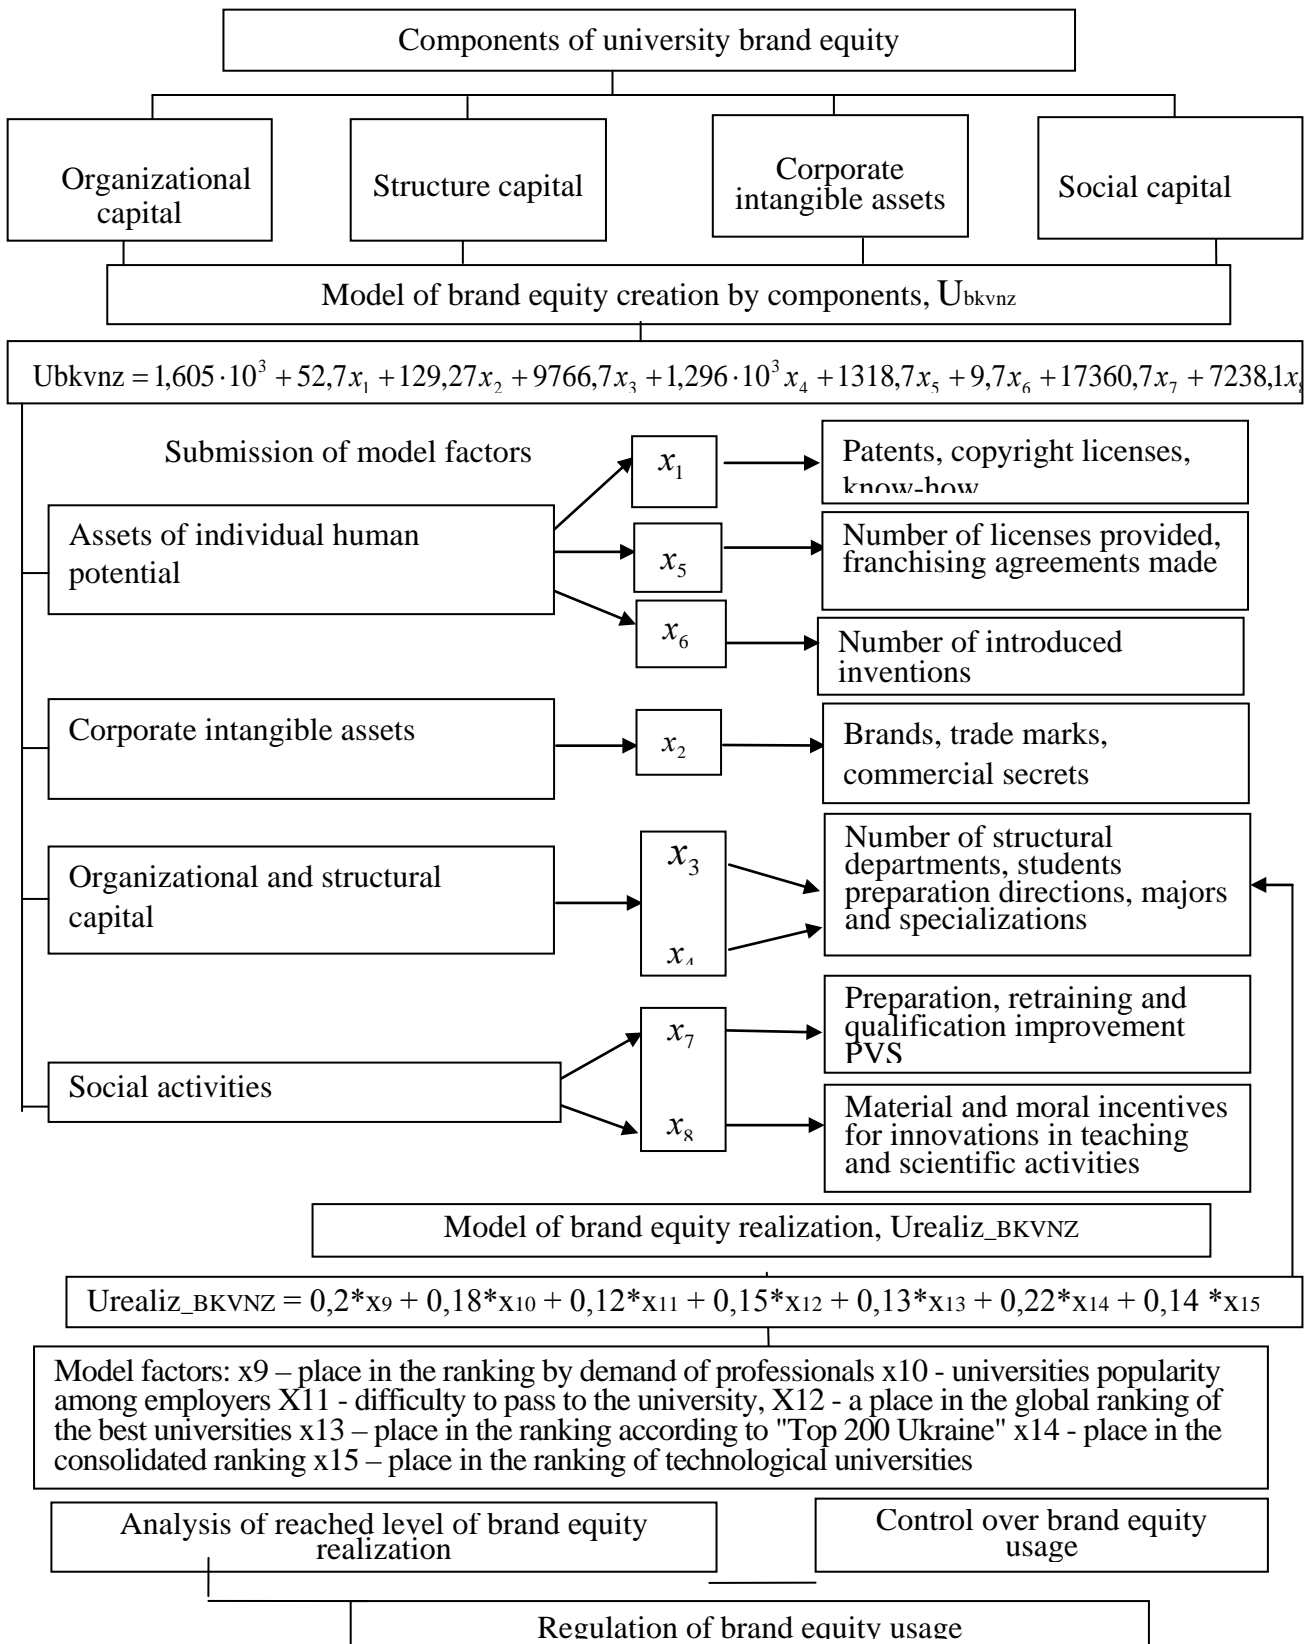 Components of university brand equity
Organizational
capital
Structure capital
Corporate
intangible assets
Social capital
Model of brand equity creation by components, Ubkvnz
Ubkvnz = 1,605·10³ + 52,7x₁ + 129,27x₂ + 9766,7x₃ + 1,296·10³ x₄ + 1318,7x₅ + 9,7x₆ + 17360,7x₇ + 7238,1x₈
Submission of model factors
x₁
Patents, copyright licenses,
know-how
Assets of individual human
potential
x₅
Number of licenses provided,
franchising agreements made
x₆
Number of introduced
inventions
Corporate intangible assets
x₂
Brands, trade marks,
commercial secrets
Organizational and structural
capital
x₃
x₄
Number of structural
departments, students
preparation directions, majors
and specializations
Social activities
x₇
Preparation, retraining and
qualification improvement
PVS
x₈
Material and moral incentives
for innovations in teaching
and scientific activities
Model of brand equity realization, Urealiz_BKVNZ
Urealiz_BKVNZ = 0,2*x9 + 0,18*x10 + 0,12*x11 + 0,15*x12 + 0,13*x13 + 0,22*x14 + 0,14 *x15
Model factors: x9 – place in the ranking by demand of professionals x10 - universities popularity
among employers X11 - difficulty to pass to the university, X12 - a place in the global ranking of
the best universities x13 – place in the ranking according to "Top 200 Ukraine" x14 - place in the
consolidated ranking x15 – place in the ranking of technological universities
Analysis of reached level of brand equity
realization
Control over brand equity
usage
Regulation of brand equity usage